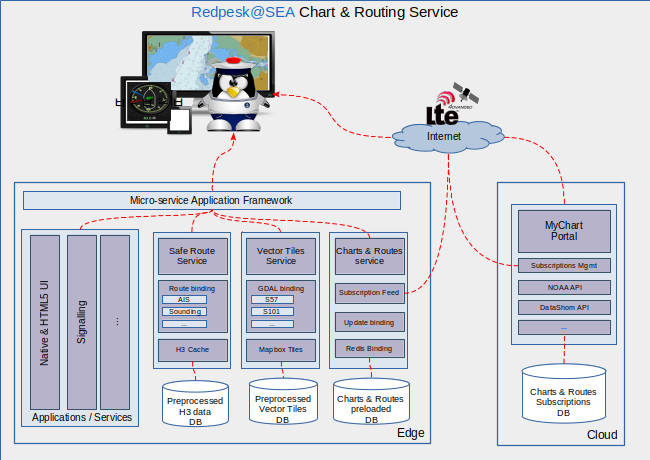 Redpesk@SEA Chart & Routing Service
Lte
ADVANCED
Internet
Micro-service Application Framework
Native & HTML5 UI
Signalling
...
Applications / Services
Safe Route
Service
Route binding
AIS
Sounding
...
H3 Cache
Preprocessed
H3 data
DB
Vector Tiles
Service
GDAL binding
S57
S101
...
Mapbox Tiles
Preprocessed
Vector Tiles
DB
Charts & Routes
service
Subscription Feed
Update binding
Redis Binding
Charts & Routes
preloaded
DB
Edge
MyChart
Portal
Subscriptions Mgmt
NOAA API
DataShom API
...
Charts & Routes
Subscriptions
DB
Cloud